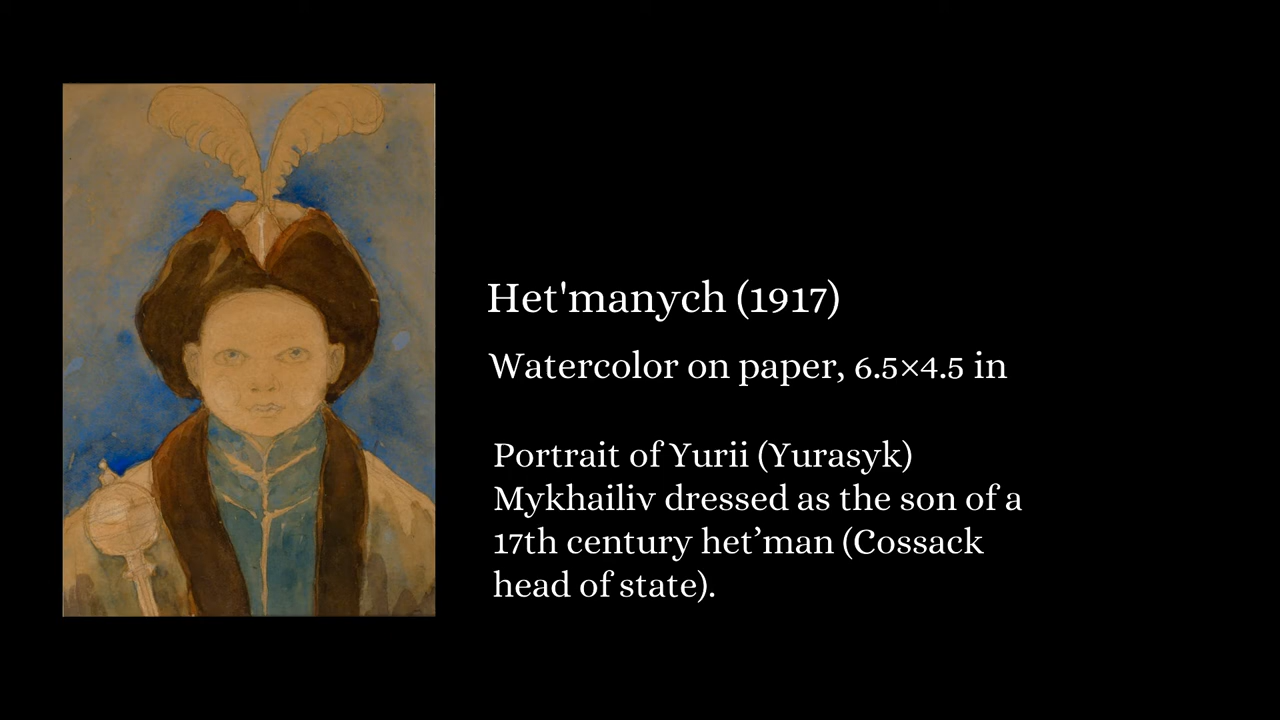 Het'manych (1917)
Watercolor on paper, 6.5×4.5 in
Portrait of Yurii (Yurasyk)
Mykhailiv dressed as the son of a
17th century het’man (Cossack
head of state).